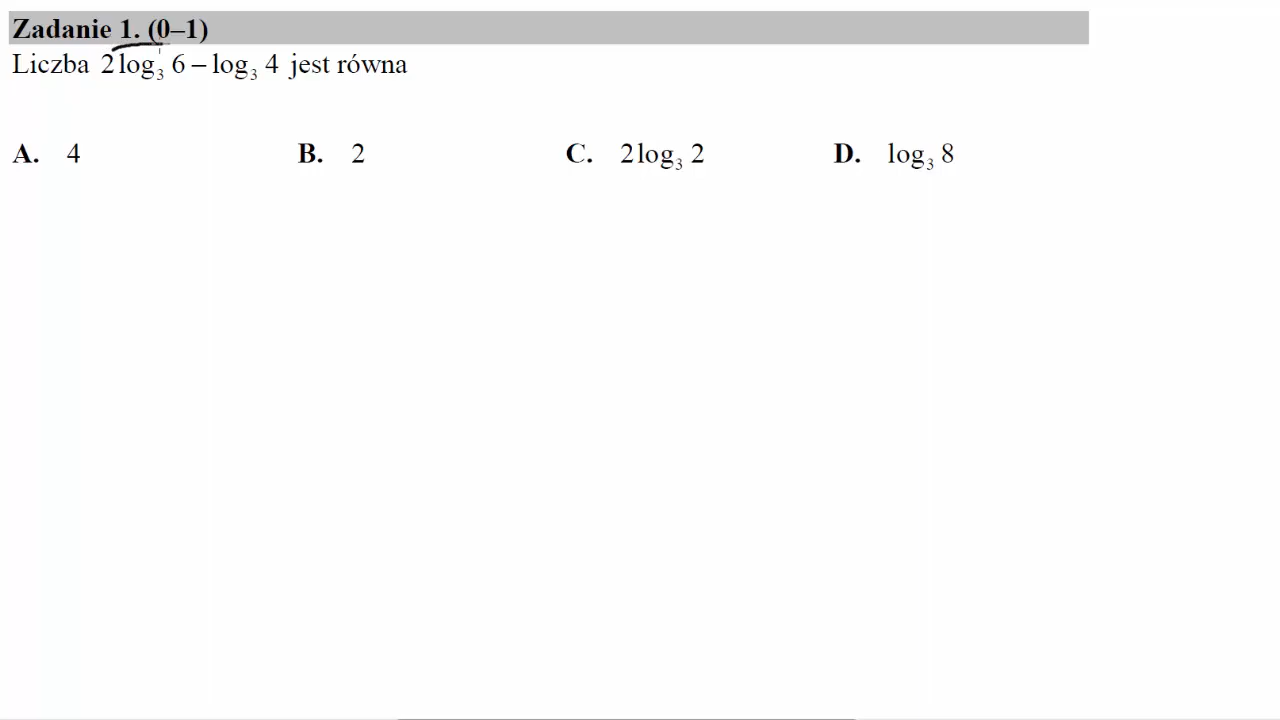 Zadanie 1. (0–1)
Liczba 2log₃ 6 − log₃ 4 jest równa
A. 4 B. 2 C. 2log₃ 2 D. log₃ 8